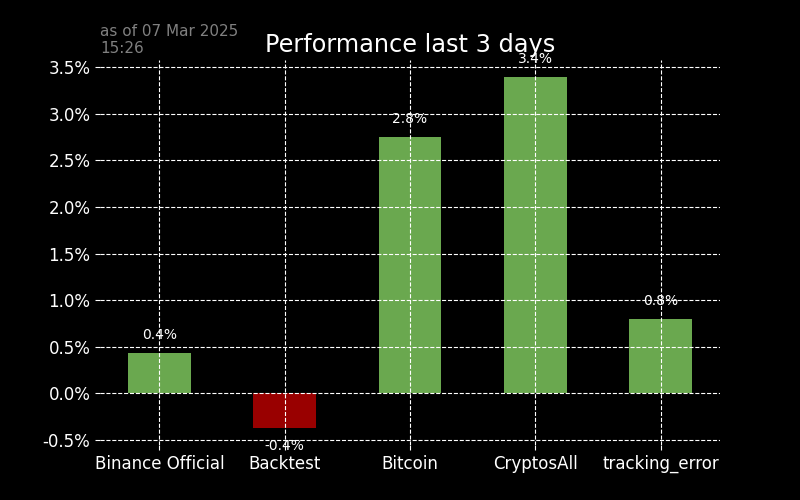 as of 07 Mar 2025
15:26
Performance last 3 days
3.5%
3.0%
2.5%
2.0%
1.5%
1.0%
0.5%
0.0%
-0.5%
0.4%
-0.4%
2.8%
3.4%
0.8%
Binance Official
Backtest
Bitcoin
CryptosAll
tracking_error